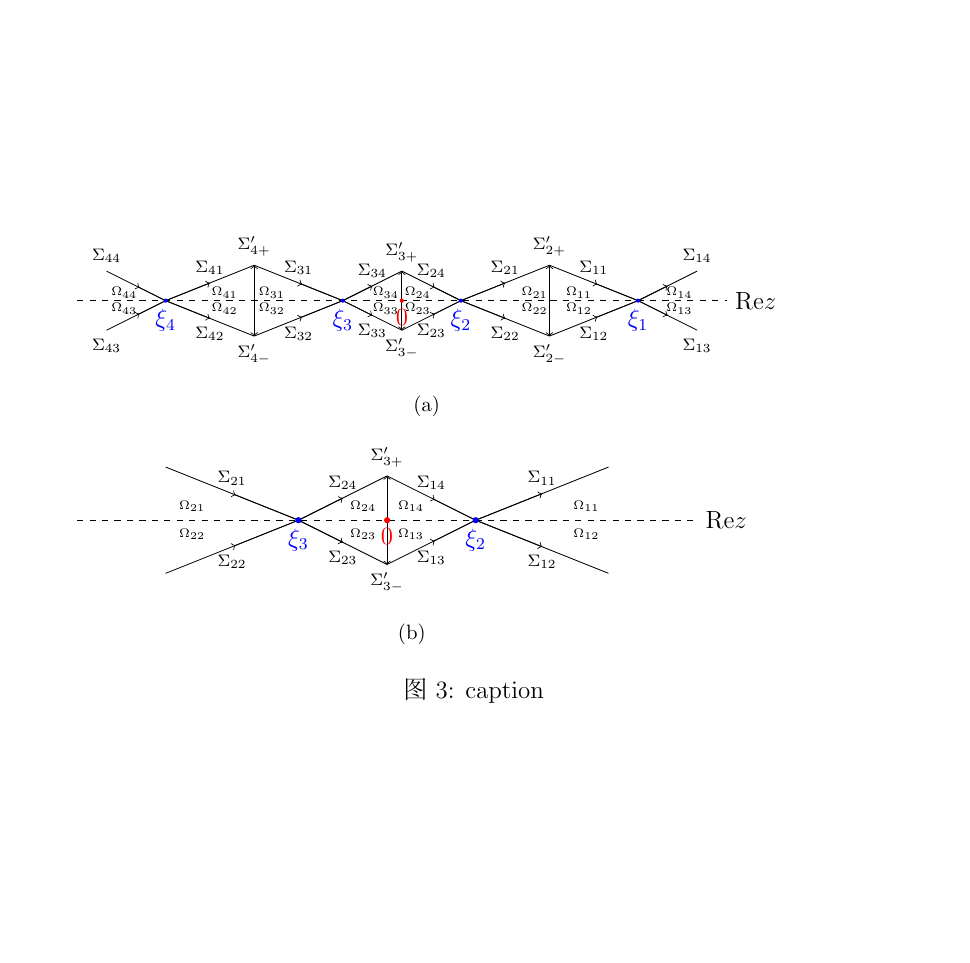 Σ′4+ Σ′3+ Σ′2+
Σ44 Σ41 Σ31 Σ34 Σ24 Σ21 Σ11 Σ14
Ω44 Ω41 Ω31 Ω34 Ω24 Ω21 Ω11 Ω14
Rez
Ω43 Ω42 Ω32 Ω33 Ω23 Ω22 Ω12 Ω13
ξ4 ξ3 0 ξ2 ξ1
Σ43 Σ42 Σ32 Σ33 Σ23 Σ22 Σ12 Σ13
Σ′4− Σ′3− Σ′2−
(a)
Σ′3+
Σ21 Σ24 Σ14 Σ11
Ω21 Ω24 Ω14 Ω11
Rez
Ω22 Ω23 Ω13 Ω12
ξ3 0 ξ2
Σ22 Σ23 Σ13 Σ12
Σ′3−
(b)
图 3: caption